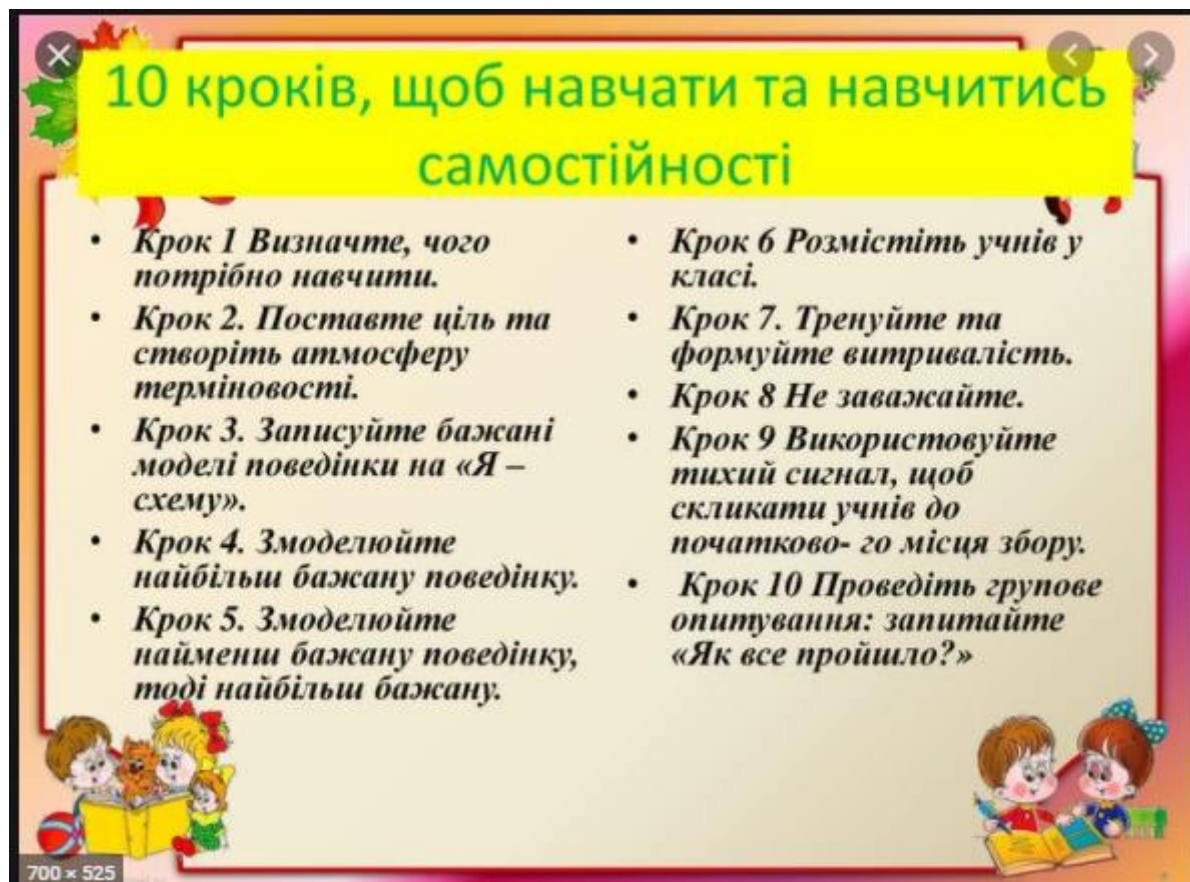 10 кроків, щоб навчати та навчитись
самостійності
• Крок 1 Визначте, чого
потрібно навчити.
• Крок 2. Поставте ціль та
створіть атмосферу
терміновості.
• Крок 3. Записуйте бажані
моделі поведінки на «Я –
схему».
• Крок 4. Змоделюйте
найбільш бажану поведінку.
• Крок 5. Змоделюйте
найменш бажану поведінку,
тоді найбільш бажану.
• Крок 6 Розмістіть учнів у
класі.
• Крок 7. Тренуйте та
формуйте витривалість.
• Крок 8 Не заважайте.
• Крок 9 Використовуйте
тихий сигнал, щоб
скликати учнів до
початково- го місця збору.
• Крок 10 Проведіть групове
опитування: запитайте
«Як все пройшло?»
700 × 525